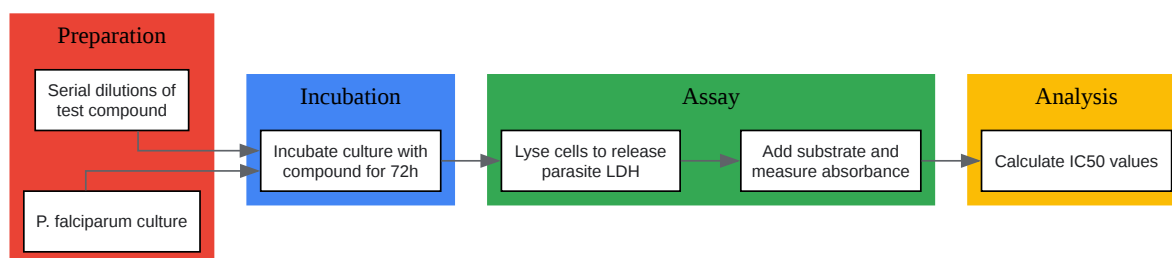 Preparation
Serial dilutions of
test compound
P. falciparum culture
Incubation
Incubate culture with
compound for 72h
Assay
Lyse cells to release
parasite LDH
Add substrate and
measure absorbance
Analysis
Calculate IC50 values